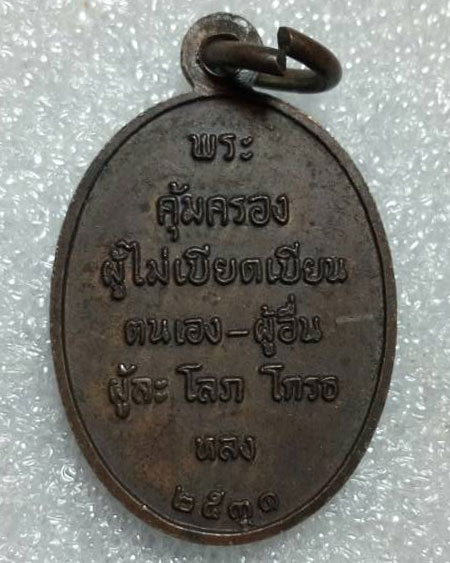 พระ
คุ้มครอง
ผู้ไม่เบียดเบียน
ตนเอง-ผู้อื่น
ผู้ละ โลภ โกรธ
หลง
๒๕๓๑